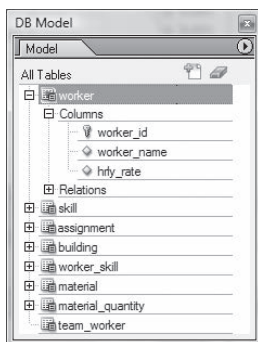 DB Model
Model
All Tables
worker
Columns
worker_id
worker_name
hrly_rate
Relations
skill
assignment
building
worker_skill
material
material_quantity
team_worker